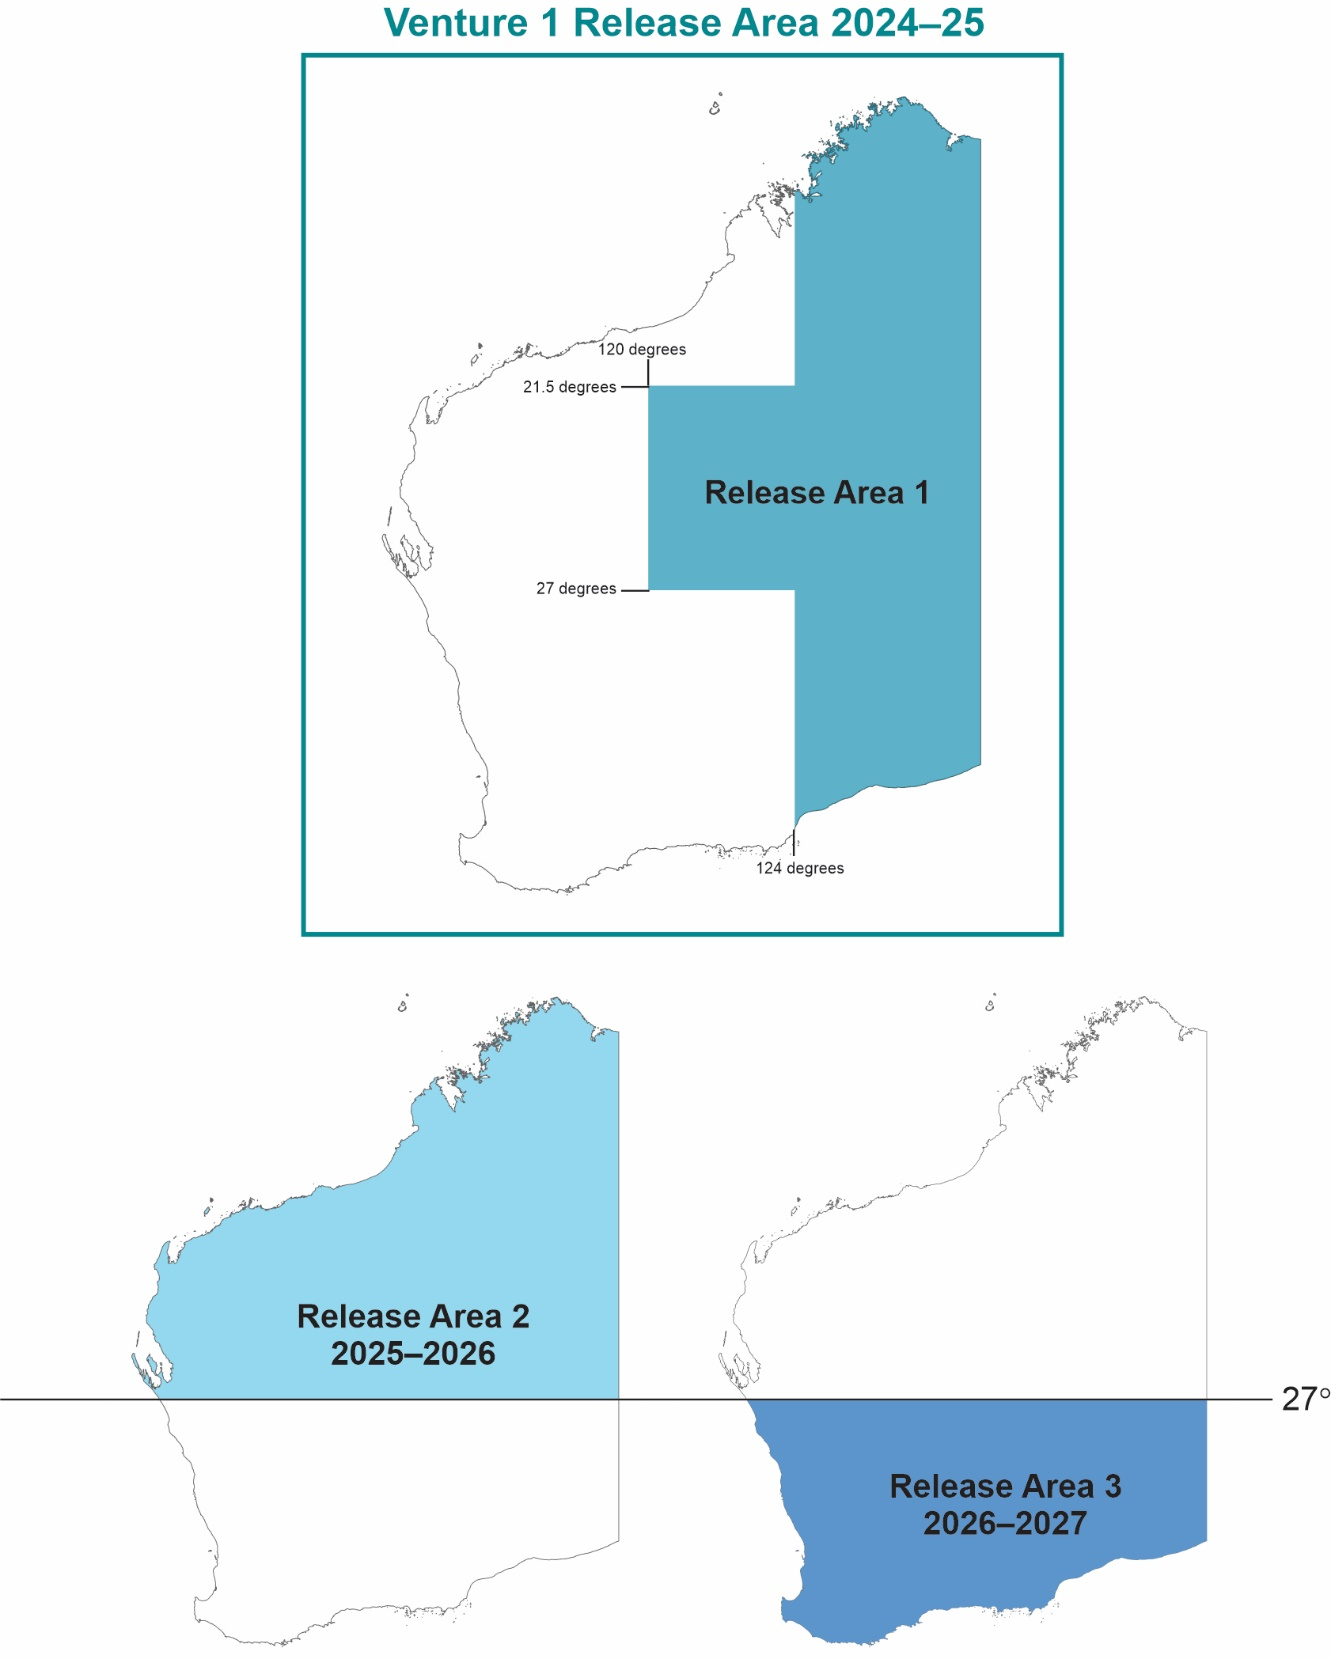 Venture 1 Release Area 2024–25
120 degrees
21.5 degrees
Release Area 1
27 degrees
124 degrees
Release Area 2
2025–2026
27°
Release Area 3
2026–2027